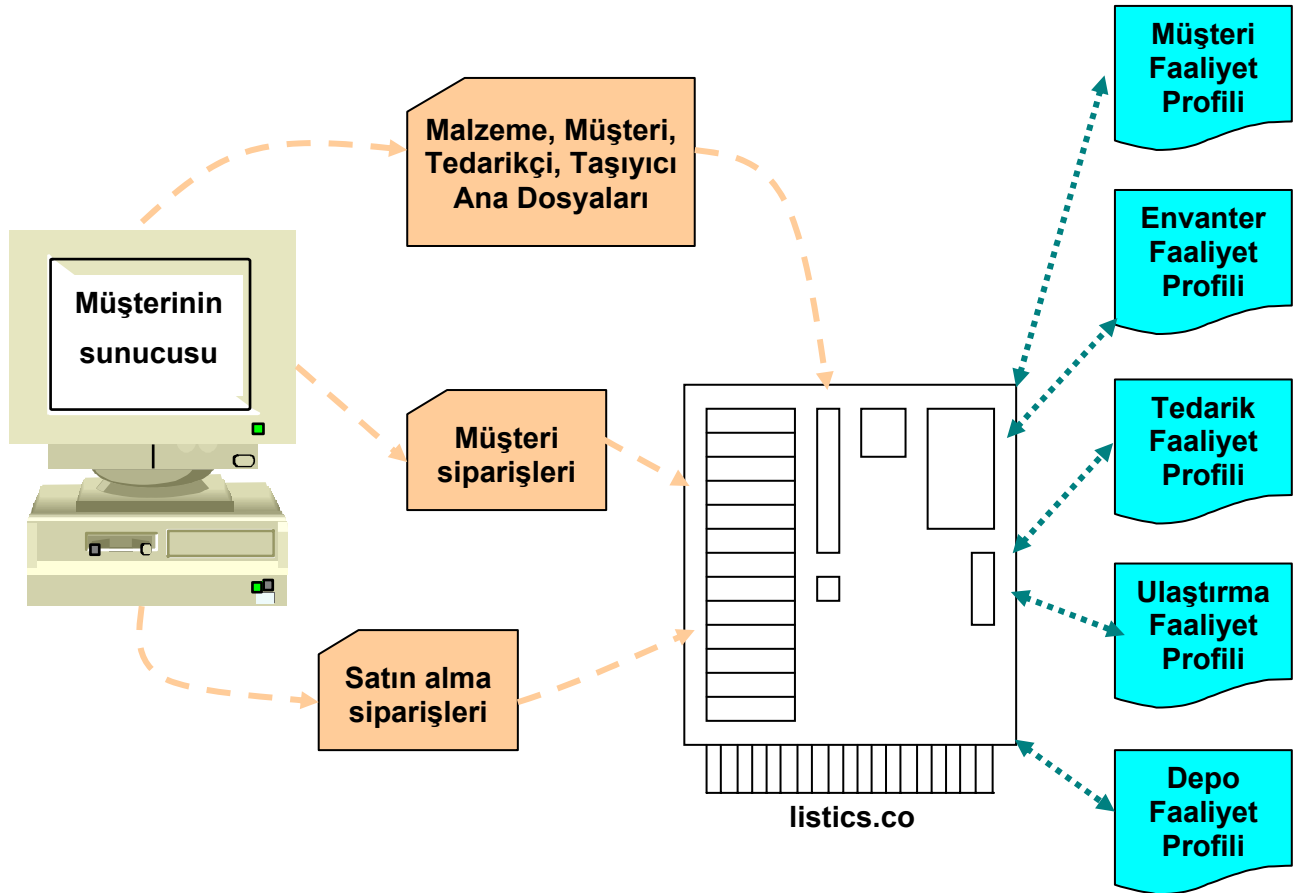 Müşterinin
sunucusu
Malzeme, Müşteri,
Tedarikçi, Taşıyıcı
Ana Dosyaları
Müşteri
siparişleri
Satın alma
siparişleri
listics.co
Müşteri
Faaliyet
Profili
Envanter
Faaliyet
Profili
Tedarik
Faaliyet
Profili
Ulaştırma
Faaliyet
Profili
Depo
Faaliyet
Profili